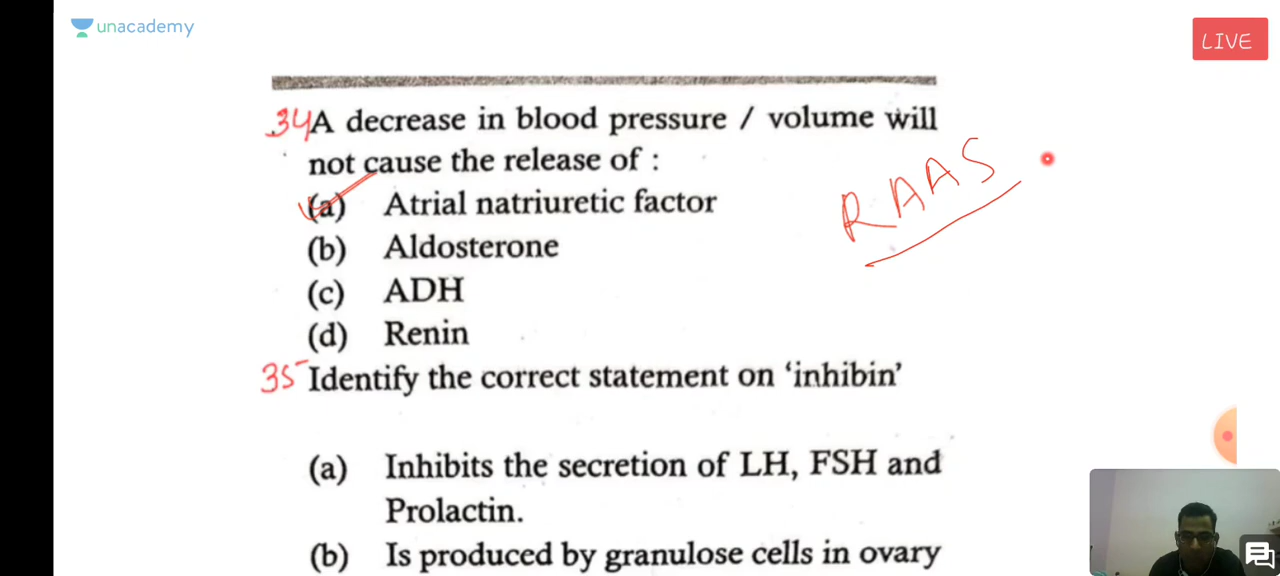 unacademy
LIVE
34 A decrease in blood pressure / volume will
not cause the release of :
(a) Atrial natriuretic factor
(b) Aldosterone
(c) ADH
(d) Renin
RAAS
35 Identify the correct statement on ‘inhibin’
(a) Inhibits the secretion of LH, FSH and
Prolactin.
(b) Is produced by granulose cells in ovary